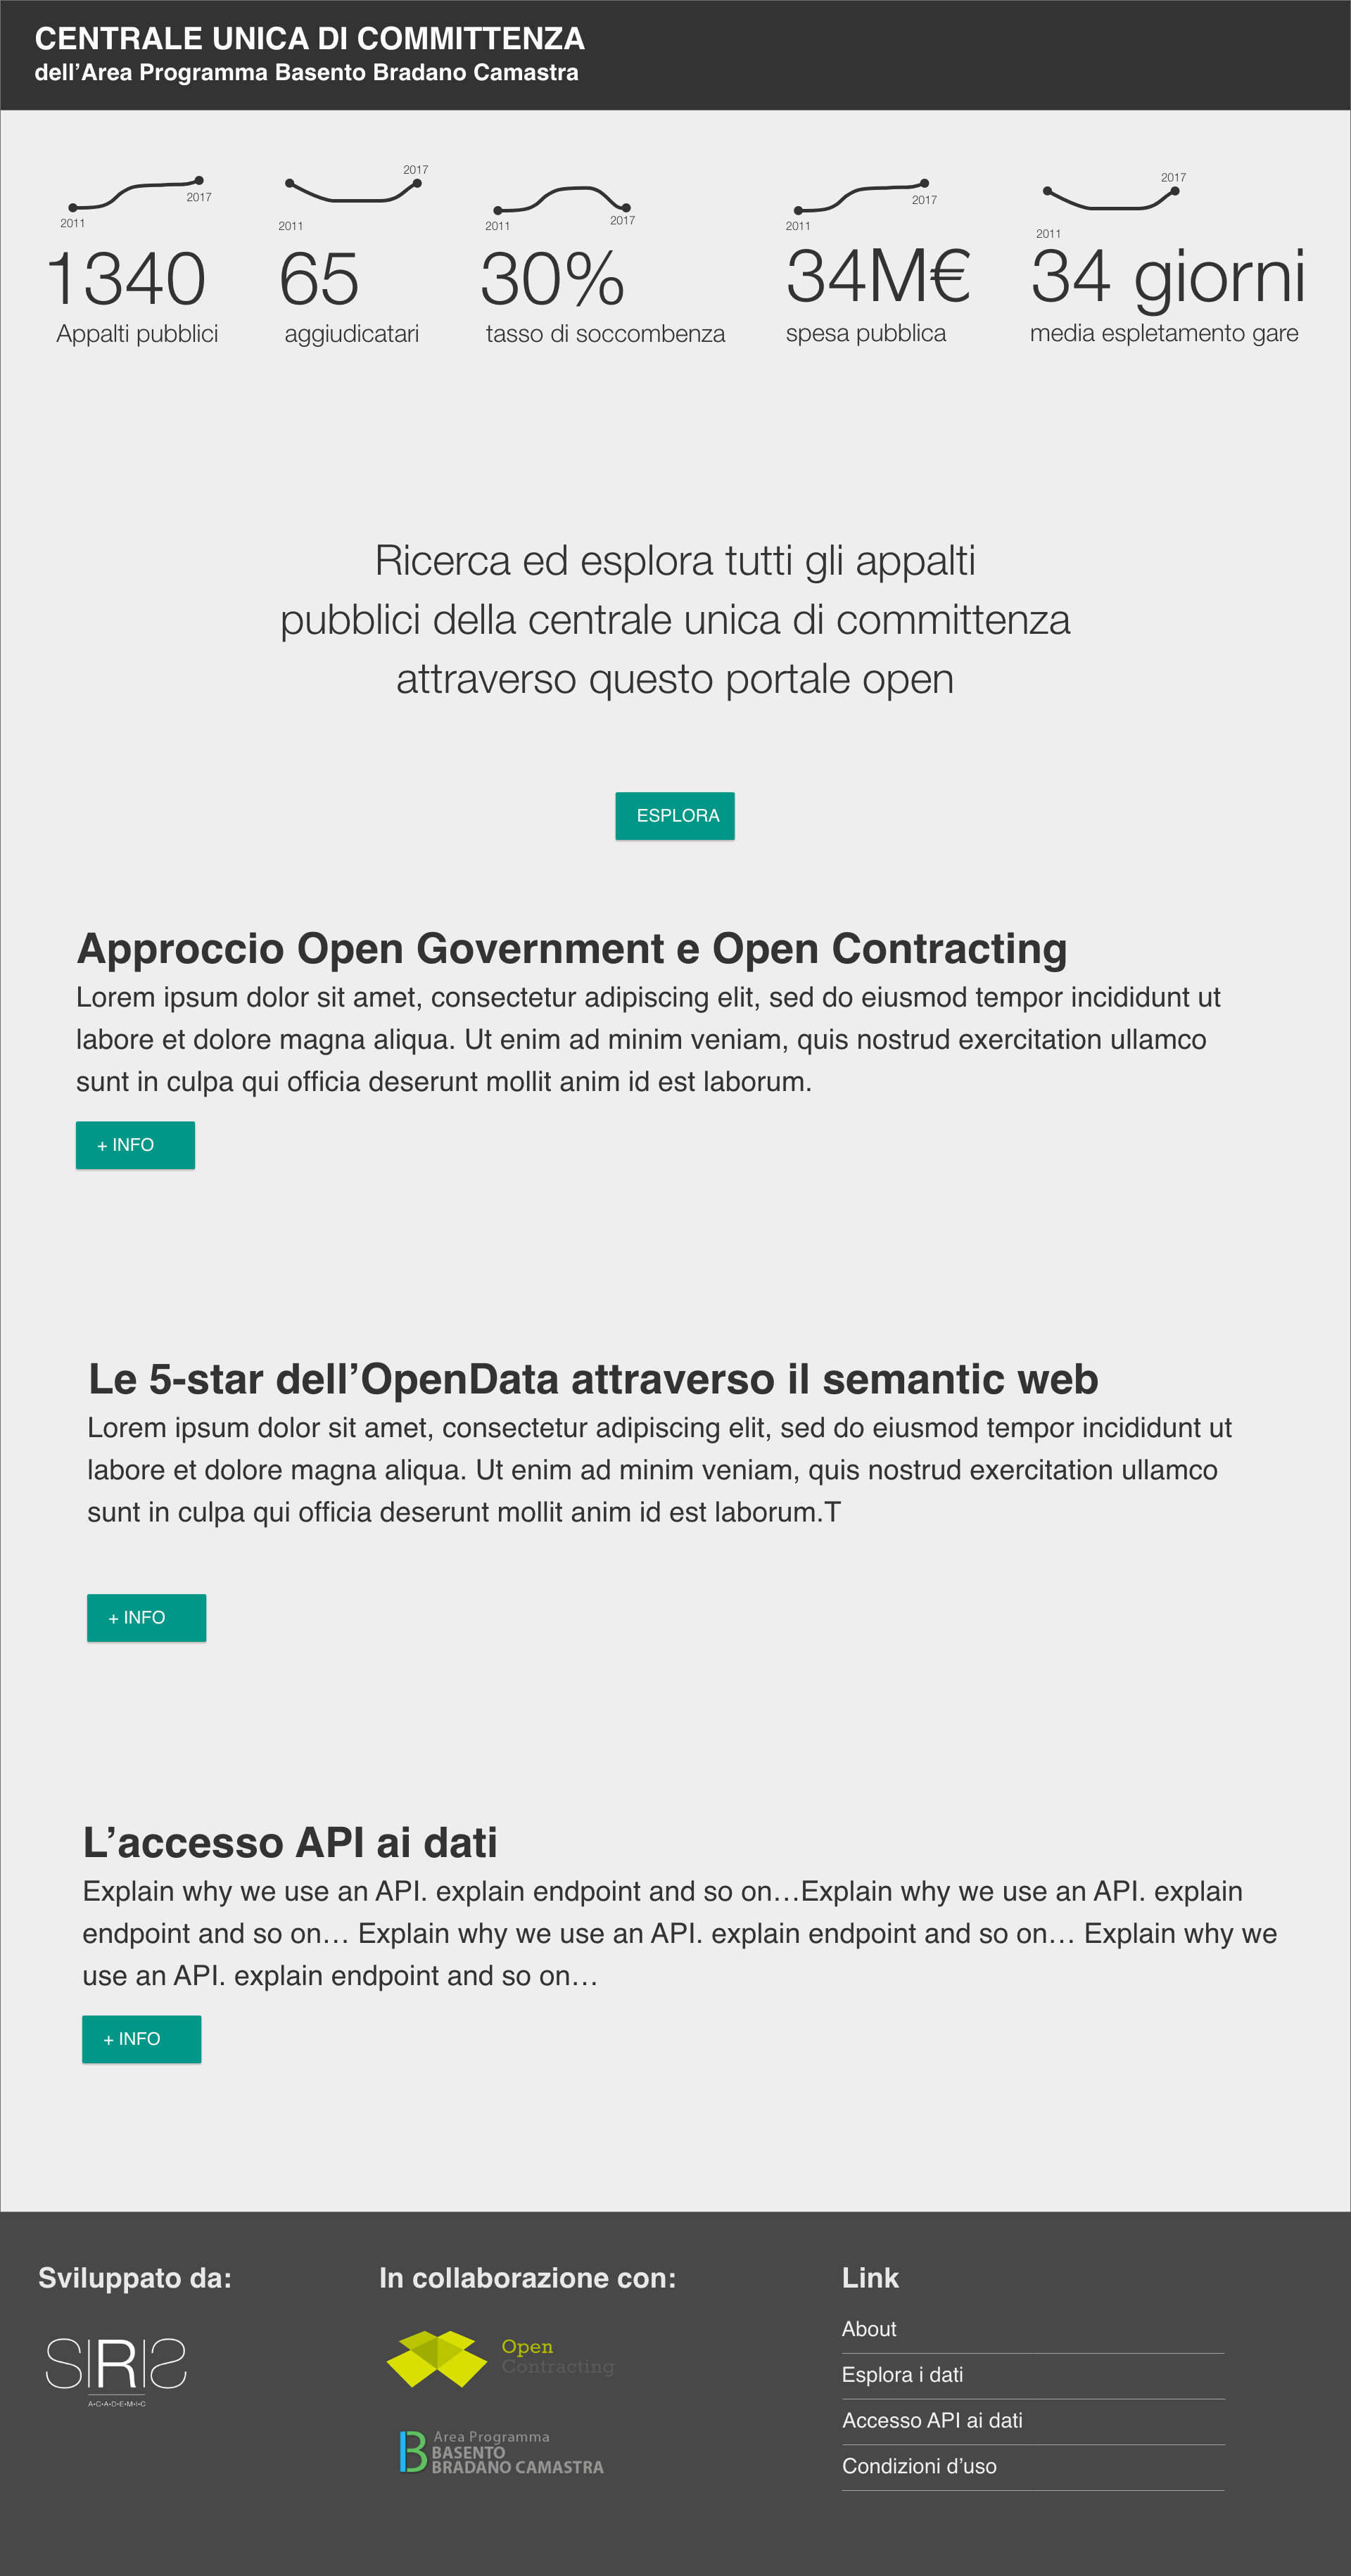 CENTRALE UNICA DI COMMITTENZA
dell’Area Programma Basento Bradano Camastra
2011
2017
1340
Appalti pubblici
2011
2017
65
aggiudicatari
2011
2017
30%
tasso di soccombenza
2011
2017
34M€
spesa pubblica
2011
2017
34 giorni
media espletamento gare
Ricerca ed esplora tutti gli appalti
pubblici della centrale unica di committenza
attraverso questo portale open
ESPLORA
Approccio Open Government e Open Contracting
Lorem ipsum dolor sit amet, consectetur adipiscing elit, sed do eiusmod tempor incididunt ut
labore et dolore magna aliqua. Ut enim ad minim veniam, quis nostrud exercitation ullamco
sunt in culpa qui officia deserunt mollit anim id est laborum.
+ INFO
Le 5-star dell’OpenData attraverso il semantic web
Lorem ipsum dolor sit amet, consectetur adipiscing elit, sed do eiusmod tempor incididunt ut
labore et dolore magna aliqua. Ut enim ad minim veniam, quis nostrud exercitation ullamco
sunt in culpa qui officia deserunt mollit anim id est laborum.T
+ INFO
L’accesso API ai dati
Explain why we use an API. explain endpoint and so on…Explain why we use an API. explain
endpoint and so on… Explain why we use an API. explain endpoint and so on… Explain why we
use an API. explain endpoint and so on…
+ INFO
Sviluppato da:
SIRIS
A•C•A•D•E•M•I•C
In collaborazione con:
Open
Contracting
B
Area Programma
BASENTO
BRADANO CAMASTRA
Link
About
Esplora i dati
Accesso API ai dati
Condizioni d’uso